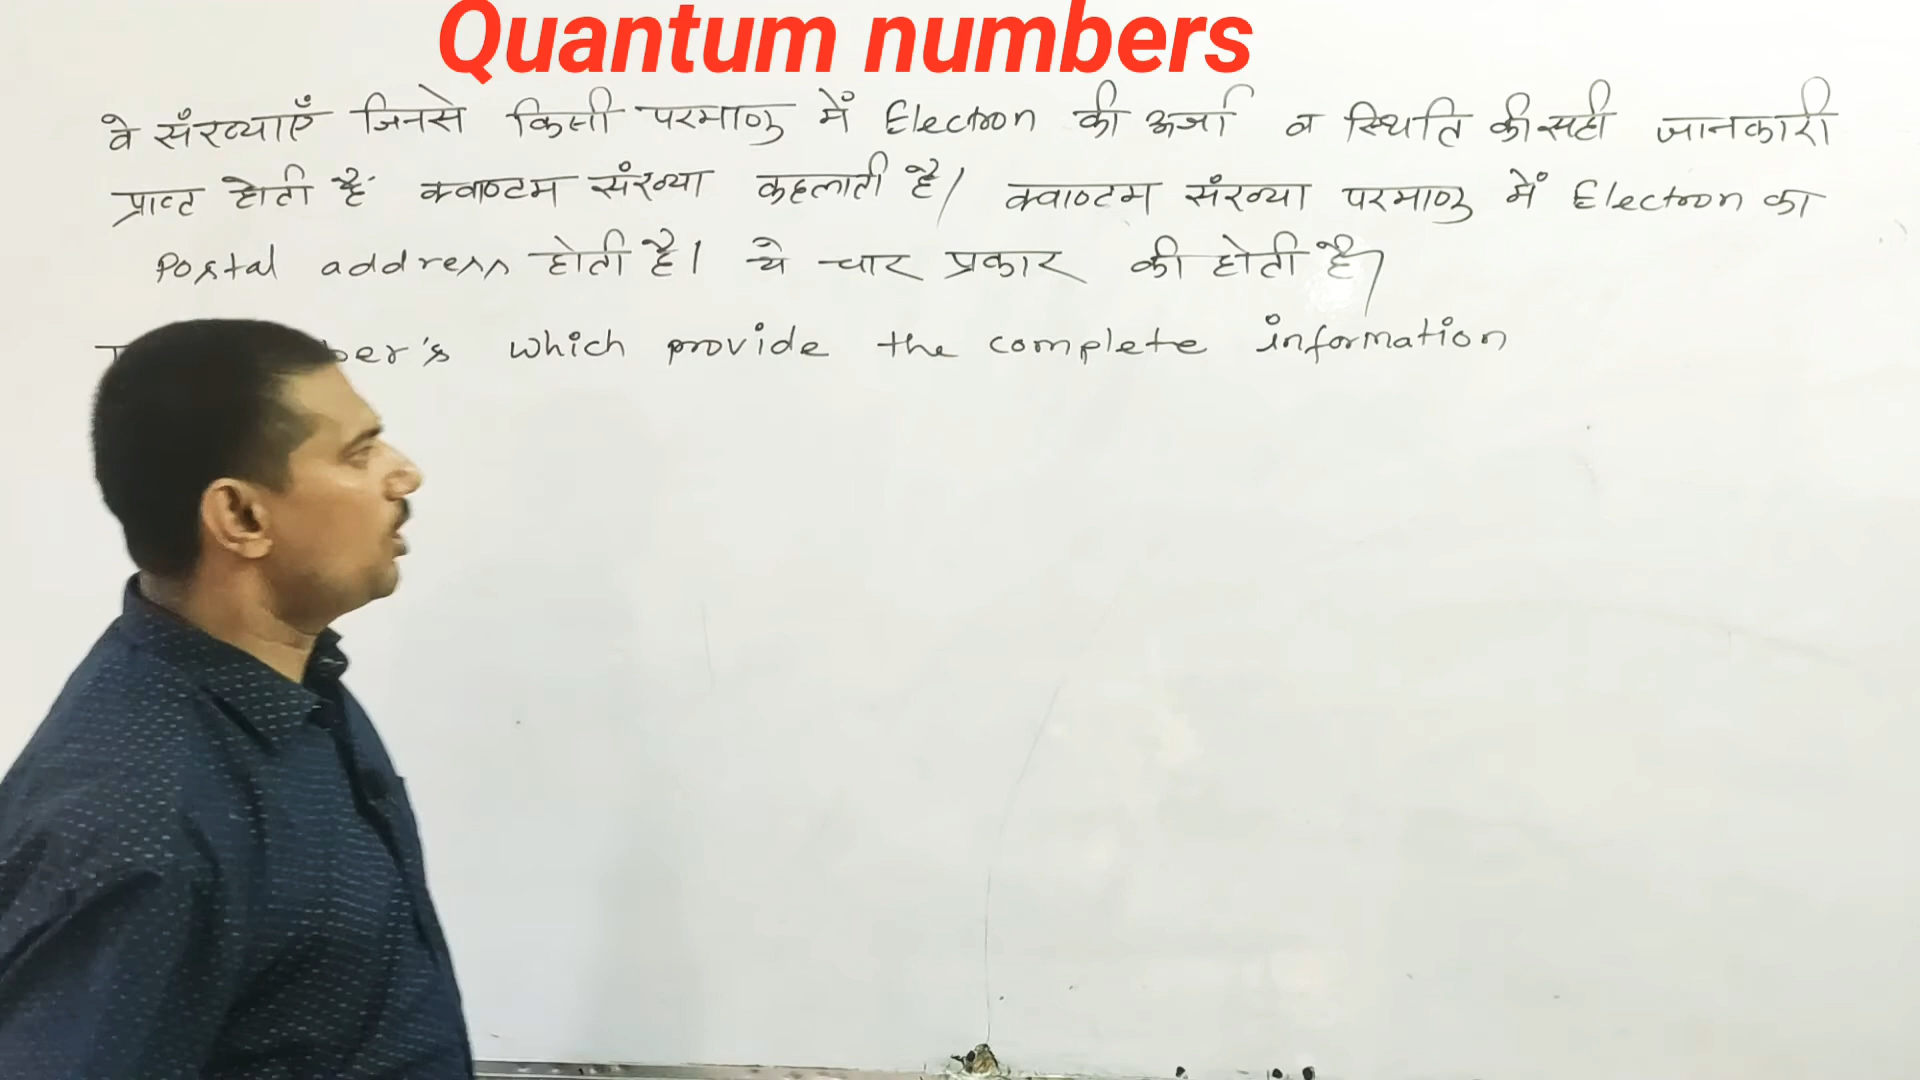 Quantum numbers
वे संख्याएँ जिनसे किसी परमाणु में Electron की ऊर्जा व स्थिति की सही जानकारी
प्राप्त होती है क्वाण्टम संख्या कहलाती है। क्वाण्टम संख्या परमाणु में Electron का
Postal address होती है। ये चार प्रकार की होती है।
which provide the complete information